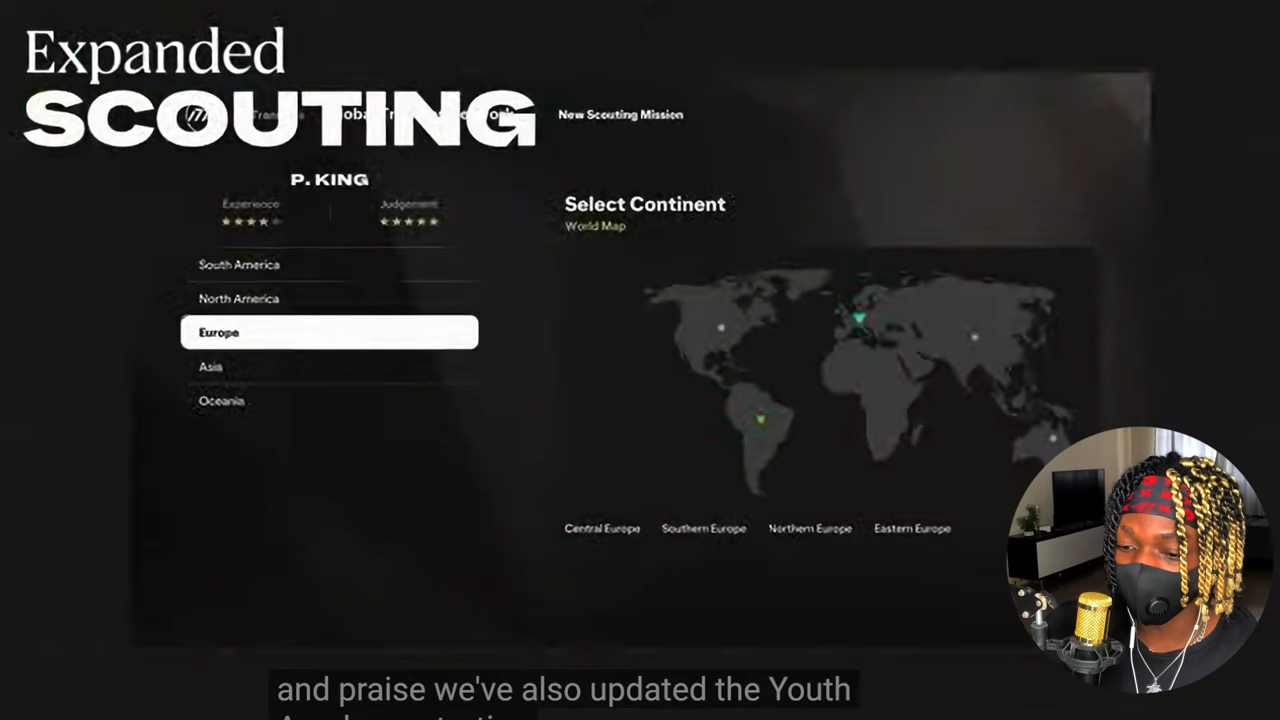 Expanded
SCOUTING
New Scouting Mission
P. KING
Experience
Judgement
South America
North America
Europe
Asia
Oceania
Select Continent
World Map
Central Europe
Southern Europe
Northern Europe
Eastern Europe
and praise we've also updated the Youth